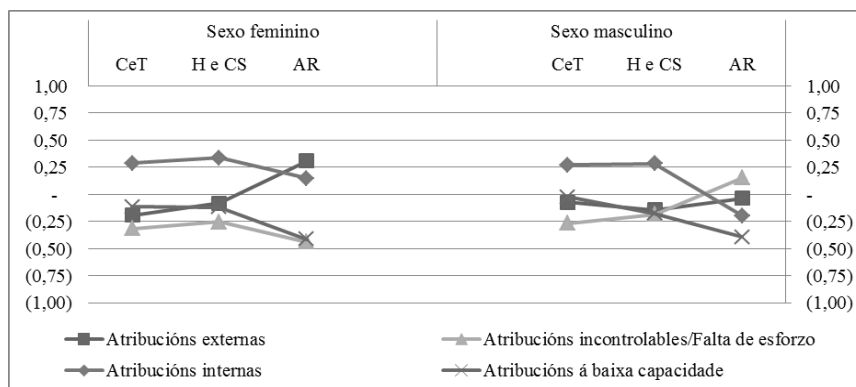 Sexo feminino Sexo masculino
CeT H e CS AR CeT H e CS AR
1,00 1,00
0,75 0,75
0,50 0,50
0,25 0,25
- -
(0,25) (0,25)
(0,50) (0,50)
(0,75) (0,75)
(1,00) (1,00)
Atribucións externas Atribucións incontrolables/Falta de esforzo
Atribucións internas Atribucións á baixa capacidade